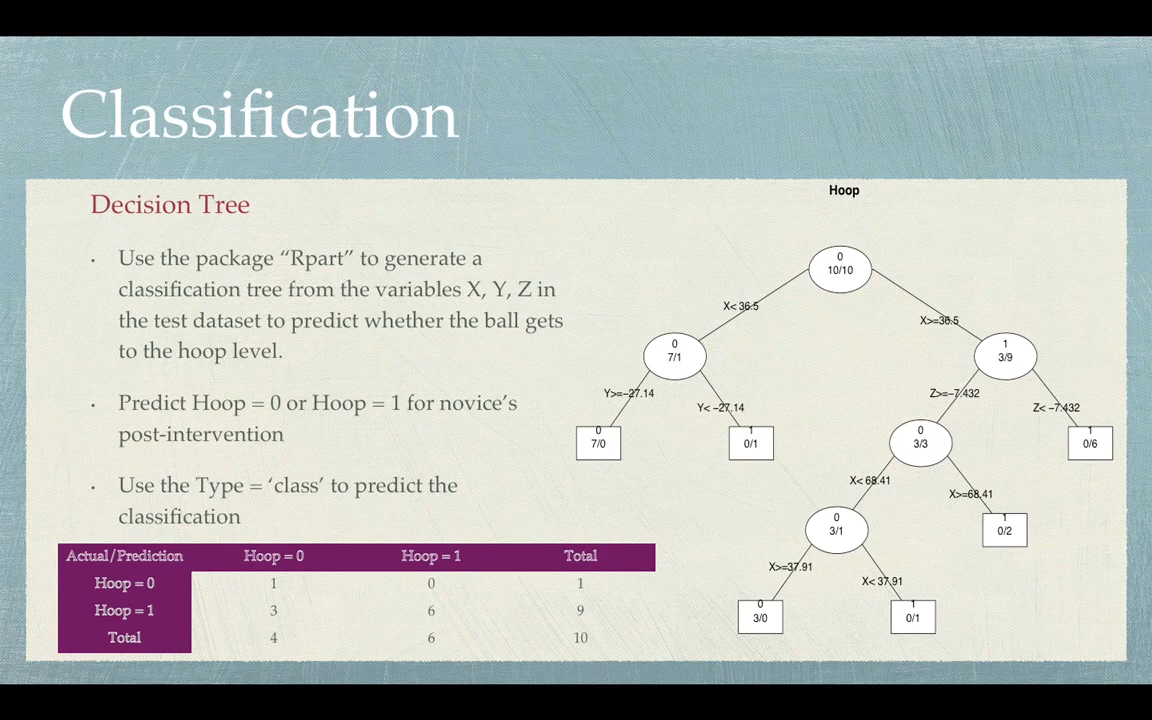 Classification
Decision Tree
· Use the package “Rpart” to generate a
classification tree from the variables X, Y, Z in
the test dataset to predict whether the ball gets
to the hoop level.
· Predict Hoop = 0 or Hoop = 1 for novice’s
post-intervention
· Use the Type = ‘class’ to predict the
classification
Actual/Prediction Hoop = 0 Hoop = 1 Total
Hoop = 0 1 0 1
Hoop = 1 3 6 9
Total 4 6 10
Hoop
0
10/10
X< 36.5 X>=36.5
0 1
7/1 3/9
Y>=−27.14 Y< −27.14 Z>=−7.432 Z< −7.432
0 1 0 1
7/0 0/1 3/3 0/6
X< 68.41 X>=68.41
0 1
3/1 0/2
X>=37.91 X< 37.91
0 1
3/0 0/1